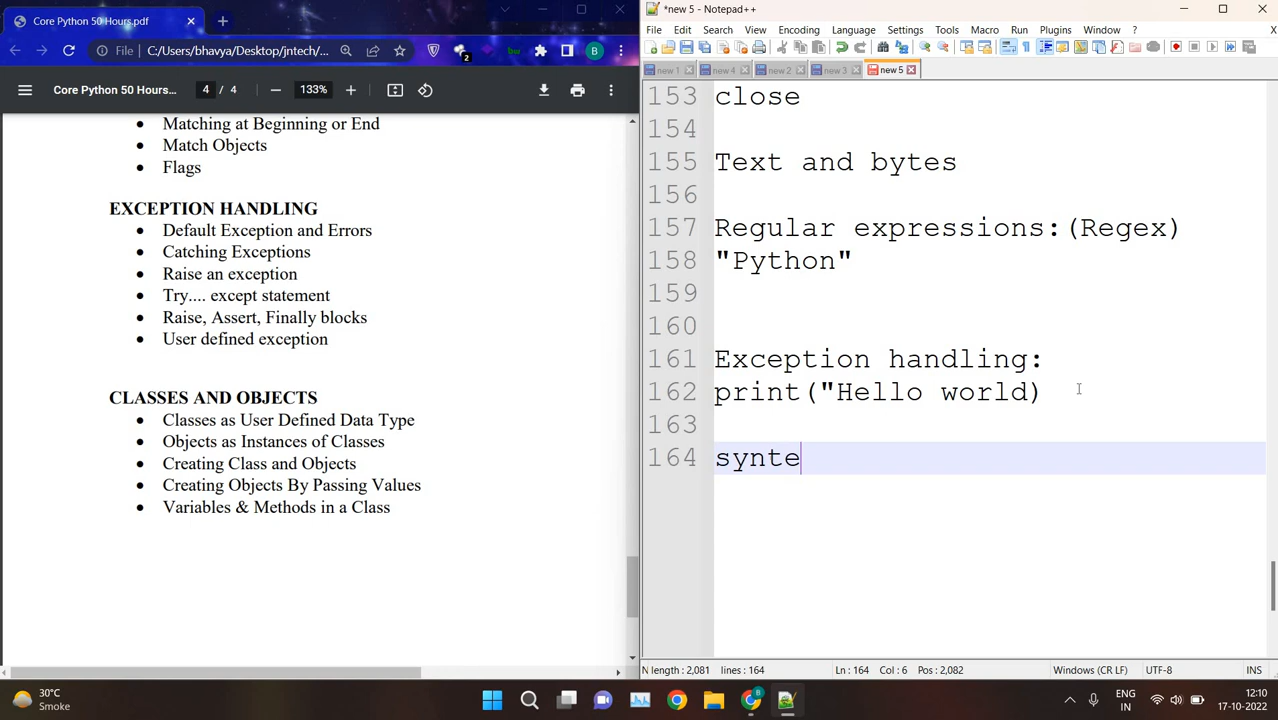 Core Python 50 Hours.pdf
File C:/Users/bhavya/Desktop/jntech/...
B
2
Core Python 50 Hours... 4 / 4 133%
Matching at Beginning or End
Match Objects
Flags
EXCEPTION HANDLING
Default Exception and Errors
Catching Exceptions
Raise an exception
Try.... except statement
Raise, Assert, Finally blocks
User defined exception
CLASSES AND OBJECTS
Classes as User Defined Data Type
Objects as Instances of Classes
Creating Class and Objects
Creating Objects By Passing Values
Variables & Methods in a Class
*new 5 - Notepad++
File Edit Search View Encoding Language Settings Tools Macro Run Plugins Window ? X
new 1 new 4 new 2 new 3 new 5
153 close
154
155 Text and bytes
156
157 Regular expressions:(Regex)
158 "Python"
159
160
161 Exception handling:
162 print("Hello world)
163
164 synte
N length : 2,081 lines : 164 Ln : 164 Col : 6 Pos : 2,082 Windows (CR LF) UTF-8 INS
30°C
Smoke
B
ENG
IN
12:10
17-10-2022